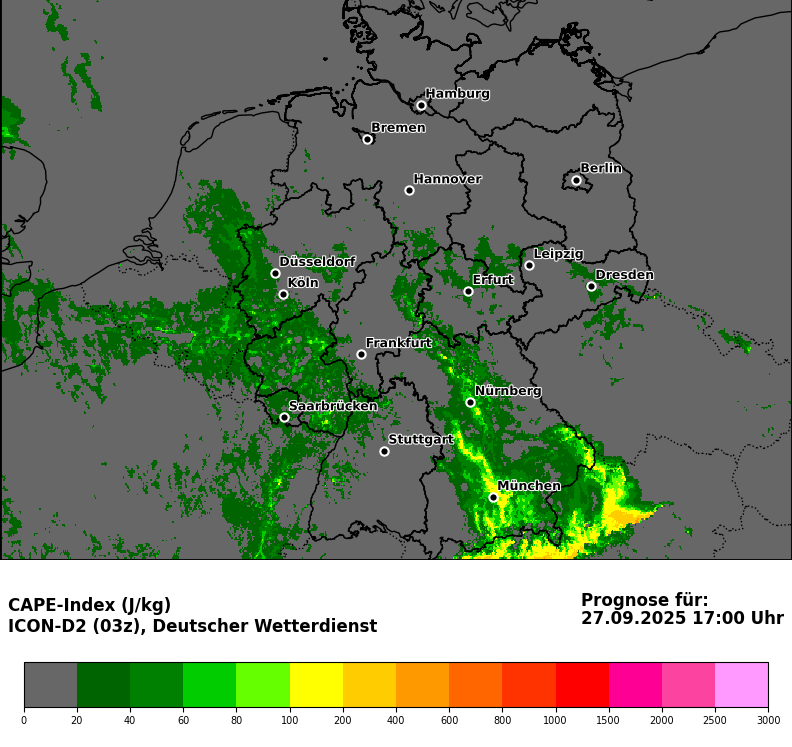 Hamburg
Bremen
Berlin
Hannover
Leipzig
Düsseldorf
Dresden
Köln
Erfurt
Frankfurt
Nürnberg
Saarbrücken
Stuttgart
München
CAPE-Index (J/kg)
ICON-D2 (03z), Deutscher Wetterdienst
Prognose für:
27.09.2025 17:00 Uhr
0 20 40 60 80 100 200 400 600 800 1000 1500 2000 2500 3000